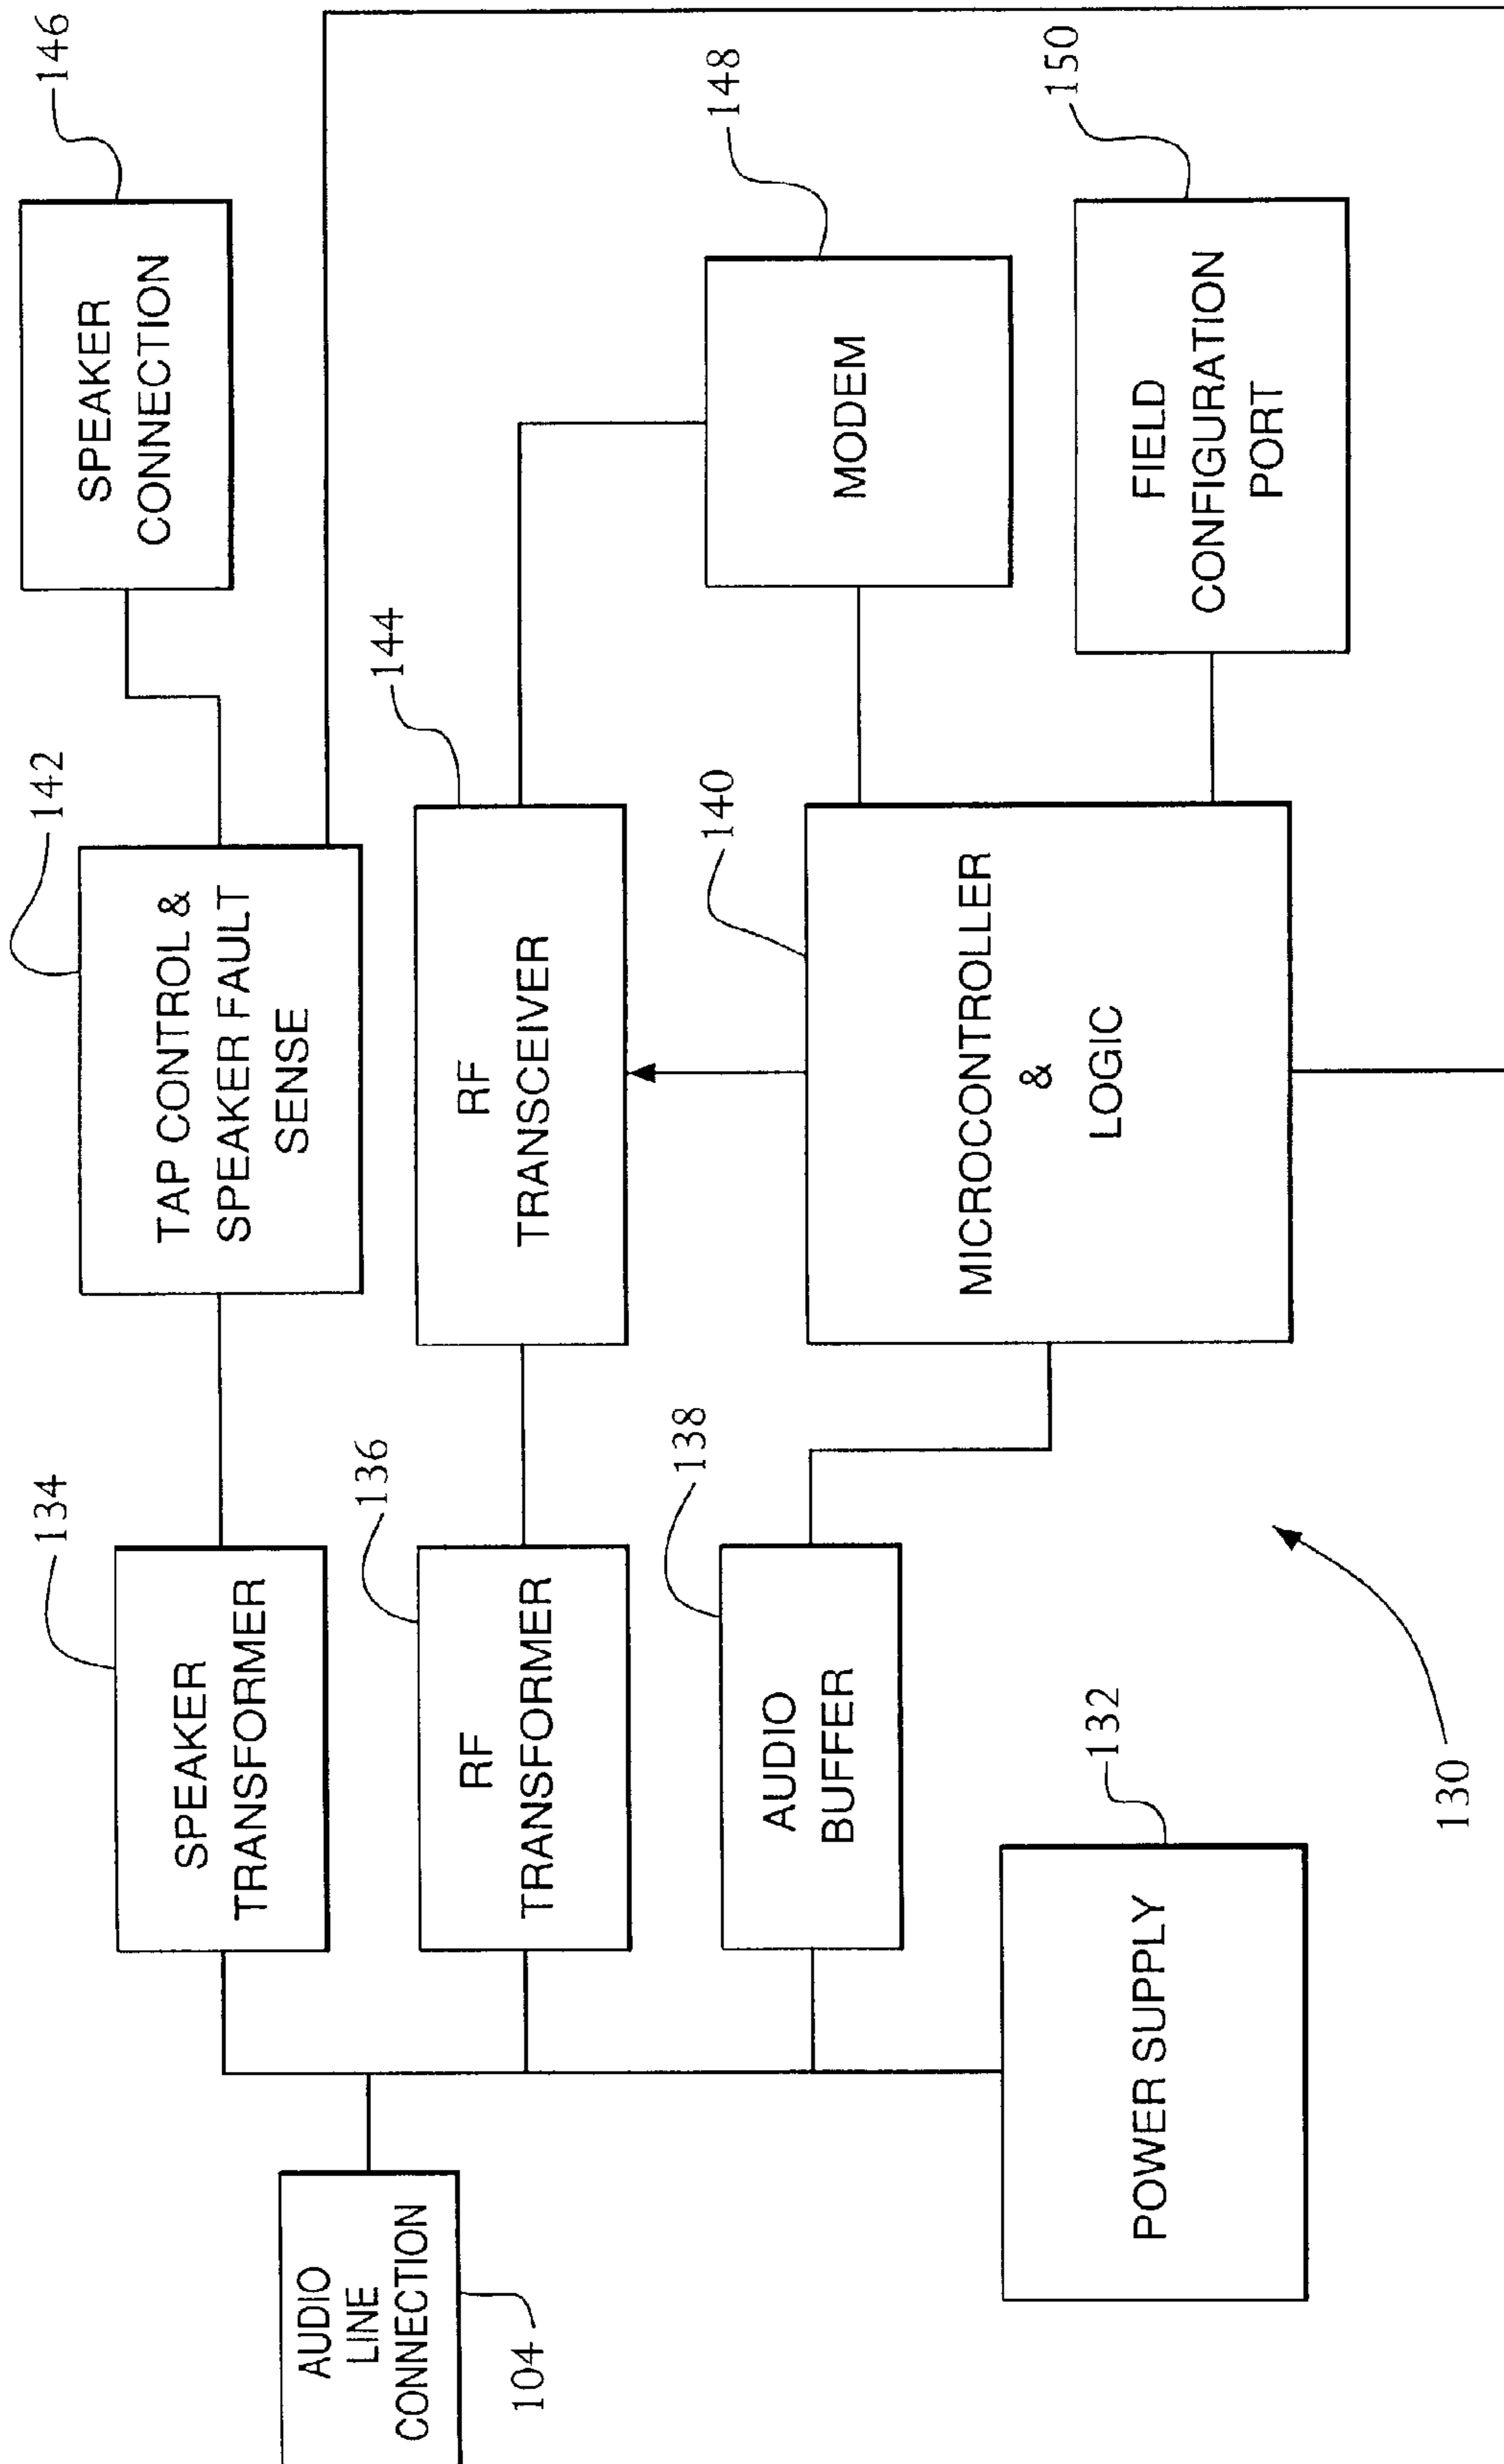 146
SPEAKER
CONNECTION
142
TAP CONTROL &
SPEAKER FAULT
SENSE
134
SPEAKER
TRANSFORMER
AUDIO
LINE
CONNECTION
104
144
RF
TRANSCEIVER
136
RF
TRANSFORMER
148
MODEM
140
MICROCONTROLLER
&
LOGIC
138
AUDIO
BUFFER
150
FIELD
CONFIGURATION
PORT
132
POWER SUPPLY
130